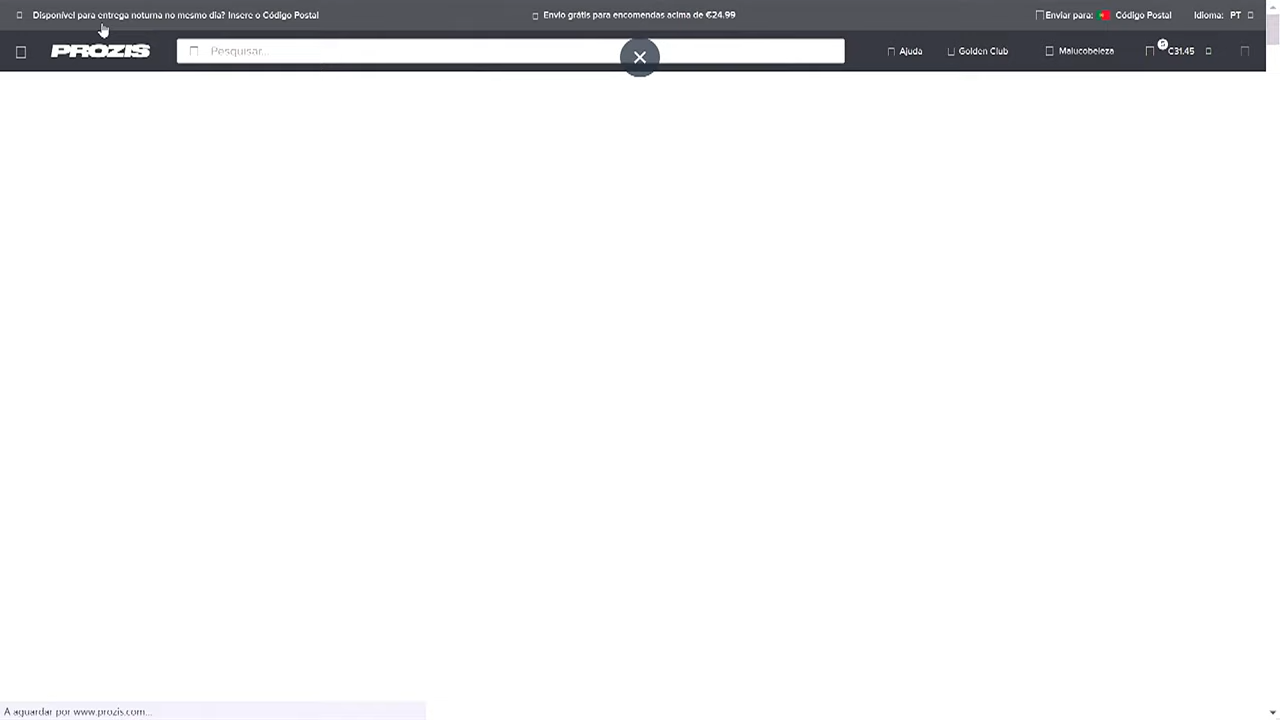 Disponível para entrega noturna no mesmo dia? Insere o Código Postal
Envio grátis para encomendas acima de €24.99
Enviar para: Código Postal
Idioma: PT
PROZIS
Pesquisar...
Ajuda
Golden Club
Malucobeleza
5
€31.45
A aguardar por www.prozis.com...